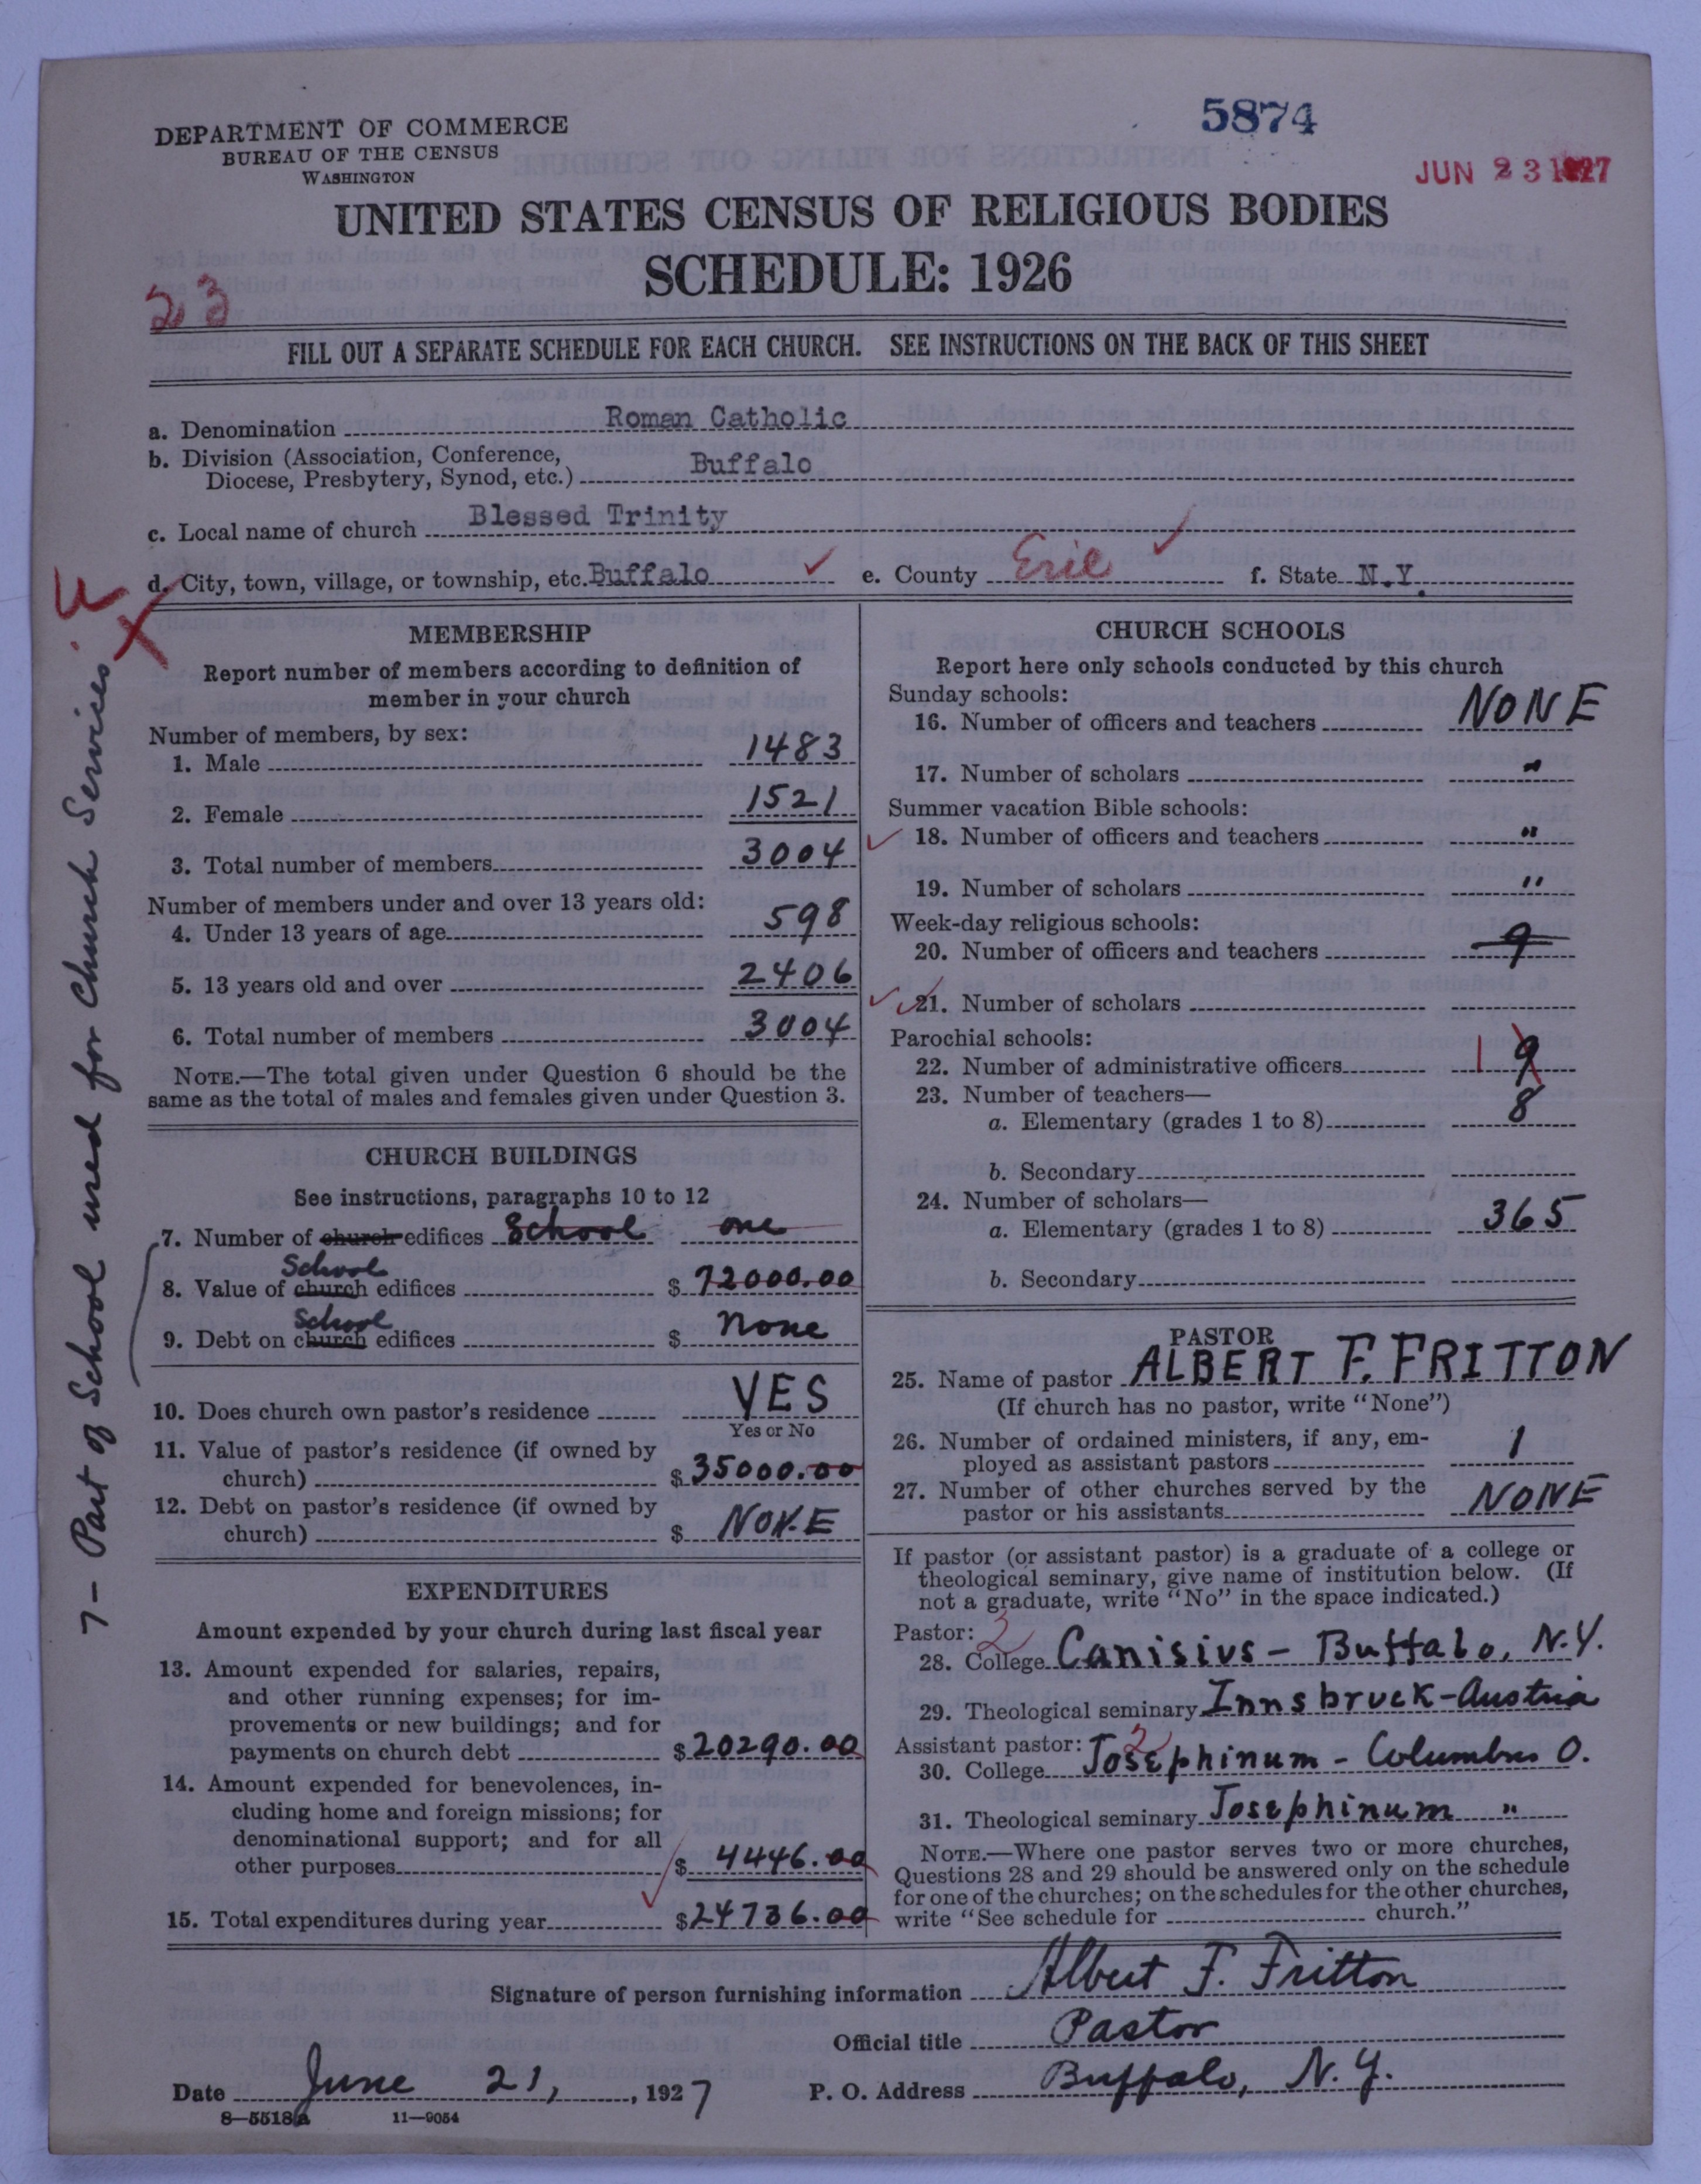 5874
DEPARTMENT OF COMMERCE
BUREAU OF THE CENSUS
WASHINGTON
JUN 23 1927
UNITED STATES CENSUS OF RELIGIOUS BODIES
SCHEDULE: 1926
23
FILL OUT A SEPARATE SCHEDULE FOR EACH CHURCH. SEE INSTRUCTIONS ON THE BACK OF THIS SHEET
a. Denomination Roman Catholic
b. Division (Association, Conference,
Diocese, Presbytery, Synod, etc.) Buffalo
c. Local name of church Blessed Trinity
d. City, town, village, or township, etc. Buffalo e. County Erie f. State N.Y.
7- Part of School used for Church Services.
MEMBERSHIP
Report number of members according to definition of
member in your church
Number of members, by sex:
1. Male 1483
2. Female 1521
3. Total number of members 3004
Number of members under and over 13 years old:
4. Under 13 years of age 598
5. 13 years old and over 2406
6. Total number of members 3004
NOTE.—The total given under Question 6 should be the
same as the total of males and females given under Question 3.
CHURCH BUILDINGS
See instructions, paragraphs 10 to 12
7. Number of church edifices School one
School
8. Value of church edifices $ 72000.00
School
9. Debt on church edifices $ None
10. Does church own pastor's residence YES
Yes or No
11. Value of pastor's residence (if owned by
church) $ 35000.00
12. Debt on pastor's residence (if owned by
church) $ NONE
EXPENDITURES
Amount expended by your church during last fiscal year
13. Amount expended for salaries, repairs,
and other running expenses; for im-
provements or new buildings; and for
payments on church debt $ 20290.00
14. Amount expended for benevolences, in-
cluding home and foreign missions; for
denominational support; and for all
other purposes $ 4446.00
15. Total expenditures during year $ 24736.00
CHURCH SCHOOLS
Report here only schools conducted by this church
Sunday schools:
16. Number of officers and teachers NONE
17. Number of scholars "
Summer vacation Bible schools:
18. Number of officers and teachers "
19. Number of scholars "
Week-day religious schools:
20. Number of officers and teachers 9
21. Number of scholars
Parochial schools:
22. Number of administrative officers 1 9
23. Number of teachers—
a. Elementary (grades 1 to 8) 8
b. Secondary
24. Number of scholars—
a. Elementary (grades 1 to 8) 365
b. Secondary
PASTOR
25. Name of pastor ALBERT F. FRITTON
(If church has no pastor, write "None")
26. Number of ordained ministers, if any, em-
ployed as assistant pastors 1
27. Number of other churches served by the
pastor or his assistants NONE
If pastor (or assistant pastor) is a graduate of a college or
theological seminary, give name of institution below. (If
not a graduate, write "No" in the space indicated.)
Pastor: 2
28. College Canisius - Buffalo, N.Y.
29. Theological seminary Innsbruck-Austria
Assistant pastor: 2
30. College Josephinum - Columbus O.
31. Theological seminary Josephinum "
NOTE.—Where one pastor serves two or more churches,
Questions 28 and 29 should be answered only on the schedule
for one of the churches; on the schedules for the other churches,
write "See schedule for church."
Signature of person furnishing information Albert F. Fritton
Official title Pastor
Date June 21, , 1927 P. O. Address Buffalo, N.Y.
8—5518a 11—9054